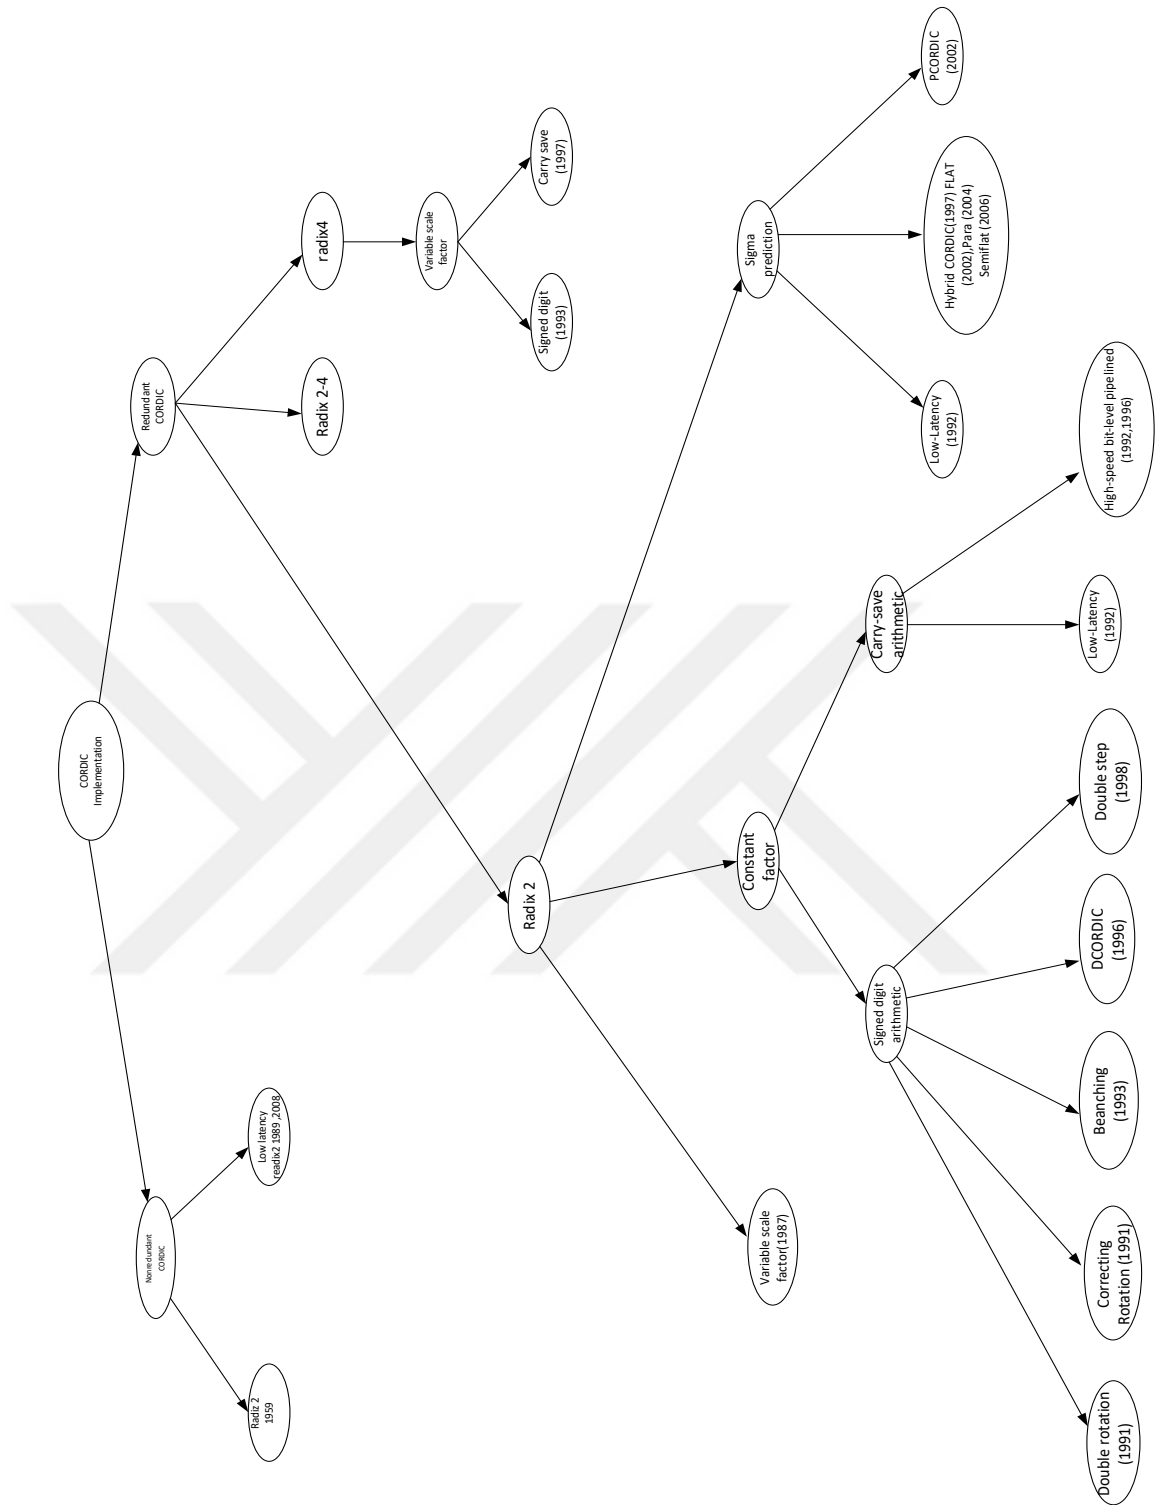 CORDIC
Implementation
Nonredundant
CORDIC
Redundant
CORDIC
Radiz 2
1959
Low latency
readix2 1989 ,2008
Radix 2
Radix 2-4
radix4
Variable scale
factor
Signed digit
(1993)
Carry save
(1997)
Variable scale
factor(1987)
Constant
factor
Sigma
prediction
Signed digit
arithmetic
Carry-save
arithmetic
Low-Latency
(1992)
Hybrid CORDIC(1997) FLAT
(2002),Para (2004)
Semiflat (2006)
PCORDIC
(2002)
Double rotation
(1991)
Correcting
Rotation (1991)
Beanching
(1993)
DCORDIC
(1996)
Double step
(1998)
Low-Latency
(1992)
High-speed bit-level pipelined
(1992,1996)